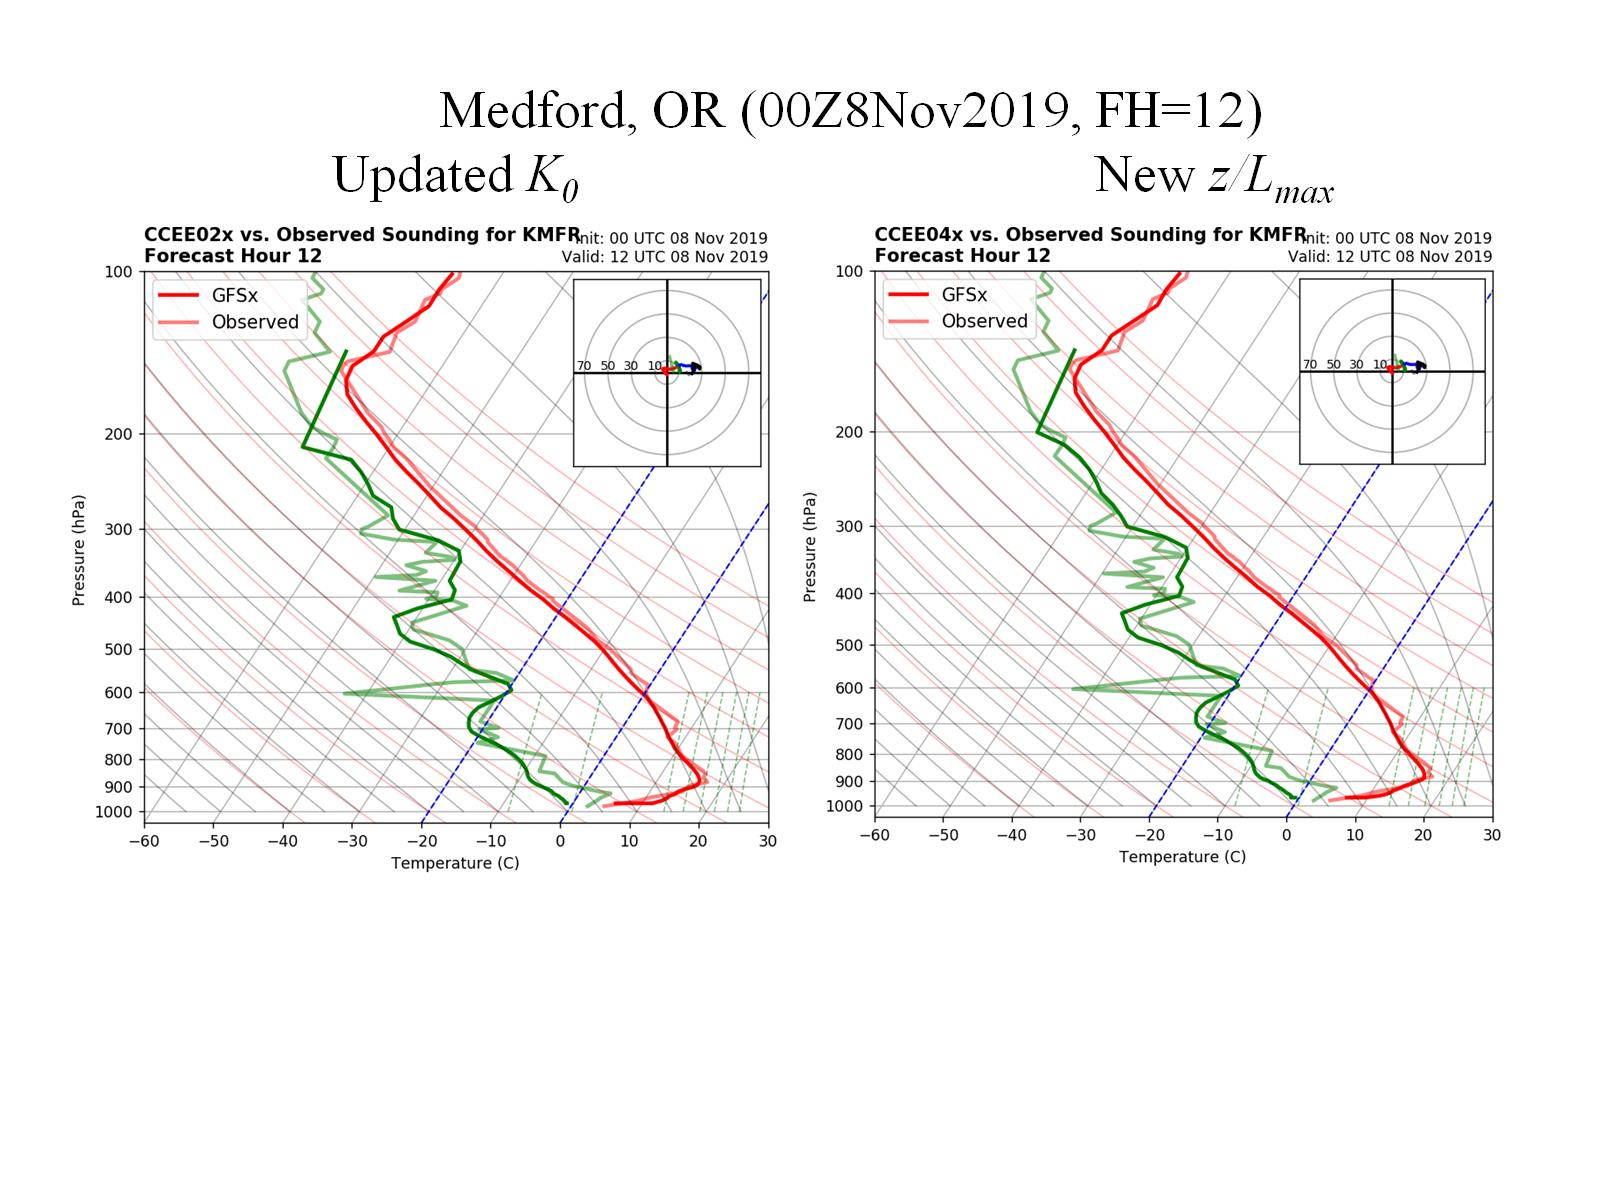 Medford, OR (00Z8Nov2019, FH=12)
Updated K0
New z/Lmax
CCEE02x vs. Observed Sounding for KMFR
Forecast Hour 12
Init: 00 UTC 08 Nov 2019
Valid: 12 UTC 08 Nov 2019
GFSx
Observed
70 50 30 10
100
200
300
400
500
600
700
800
900
1000
Pressure (hPa)
−60 −50 −40 −30 −20 −10 0 10 20 30
Temperature (C)
CCEE04x vs. Observed Sounding for KMFR
Forecast Hour 12
Init: 00 UTC 08 Nov 2019
Valid: 12 UTC 08 Nov 2019
GFSx
Observed
70 50 30 10
100
200
300
400
500
600
700
800
900
1000
Pressure (hPa)
−60 −50 −40 −30 −20 −10 0 10 20 30
Temperature (C)